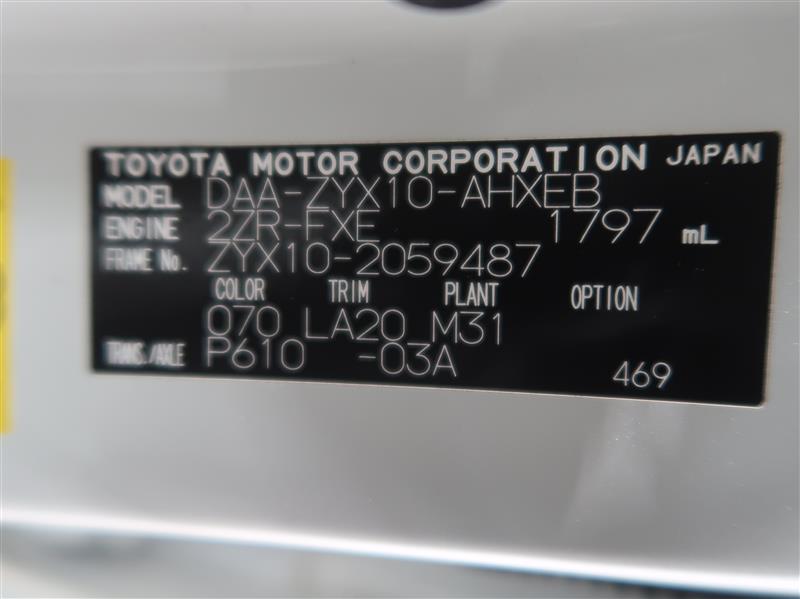 TOYOTA MOTOR CORPORATION JAPAN
MODEL DAA-ZYX10-AHXEB
ENGINE 2ZR-FXE 1797 mL
FRAME No. ZYX10-2059487
COLOR TRIM PLANT OPTION
070 LA20 M31
TRANS./AXLE P610 -03A
469